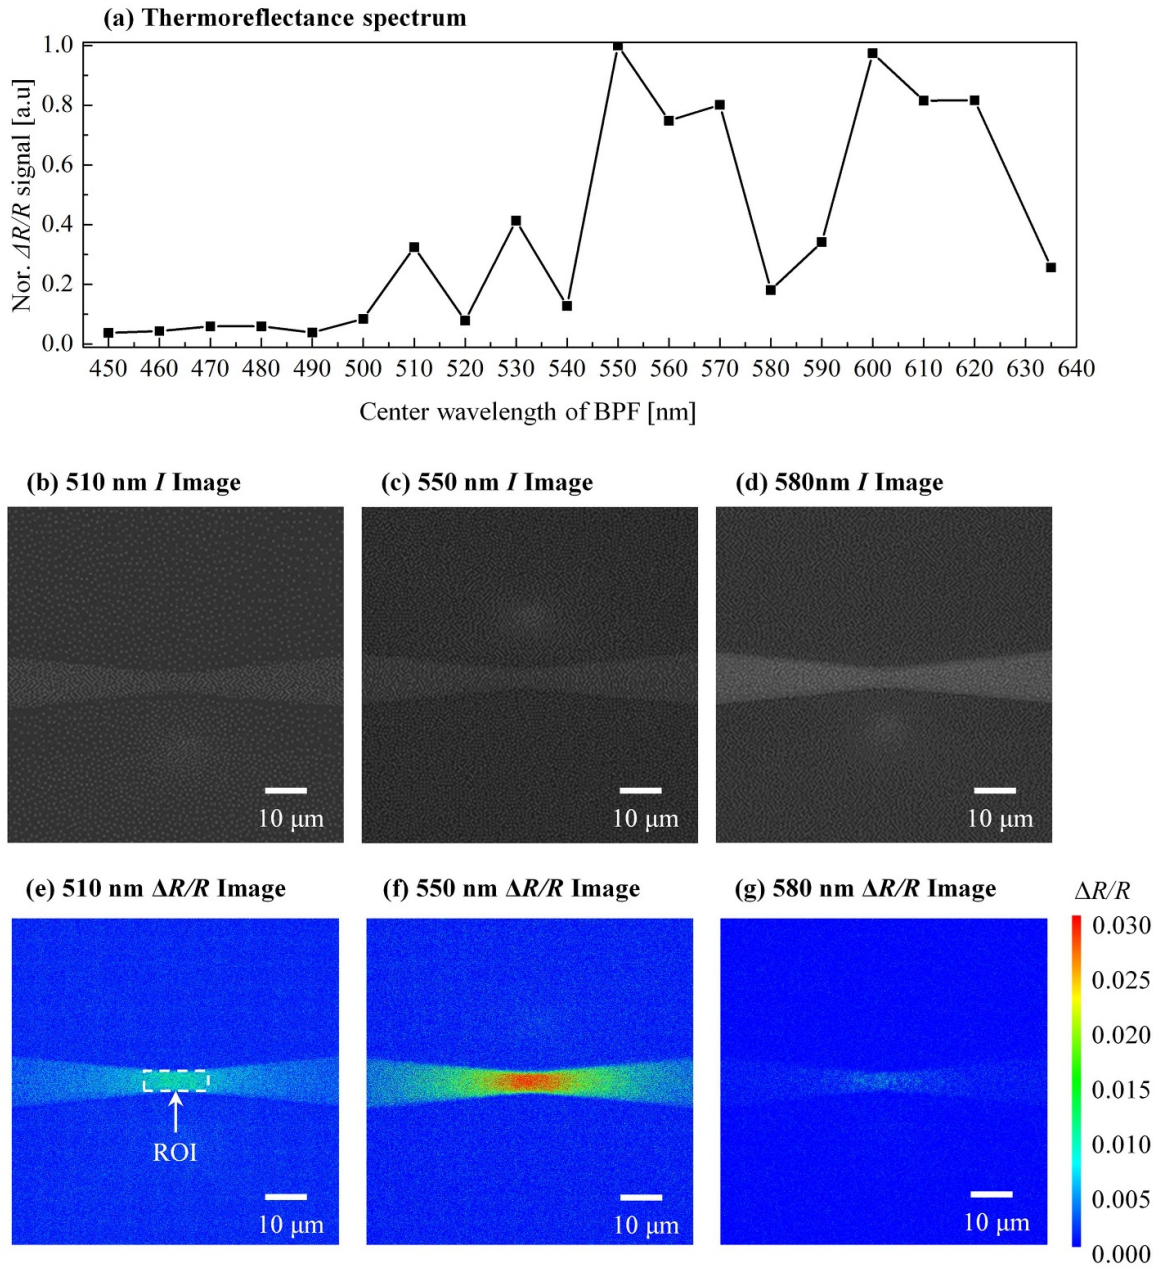 (a) Thermoreflectance spectrum
Nor. ΔR/R signal [a.u]
1.0
0.8
0.6
0.4
0.2
0.0
450 460 470 480 490 500 510 520 530 540 550 560 570 580 590 600 610 620 630 640
Center wavelength of BPF [nm]
(b) 510 nm I Image
(c) 550 nm I Image
(d) 580nm I Image
10 μm
10 μm
10 μm
(e) 510 nm ΔR/R Image
(f) 550 nm ΔR/R Image
(g) 580 nm ΔR/R Image
ΔR/R
ROI
10 μm
10 μm
10 μm
0.030
0.025
0.020
0.015
0.010
0.005
0.000